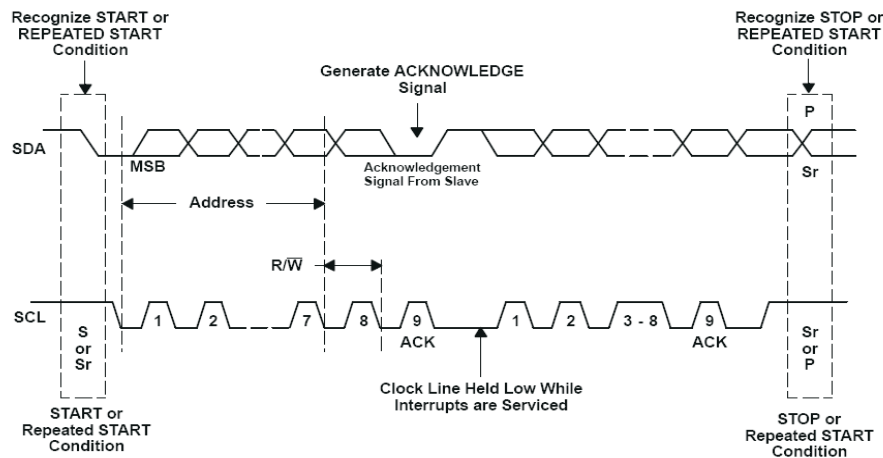 Recognize START or
REPEATED START
Condition
Recognize STOP or
REPEATED START
Condition
Generate ACKNOWLEDGE
Signal
P
SDA
MSB
Acknowledgement
Signal From Slave
Sr
Address
R/W̅
SCL
1
2
7
8
9
1
2
3 - 8
9
ACK
ACK
S
or
Sr
Sr
or
P
Clock Line Held Low While
Interrupts are Serviced
START or
Repeated START
Condition
STOP or
Repeated START
Condition